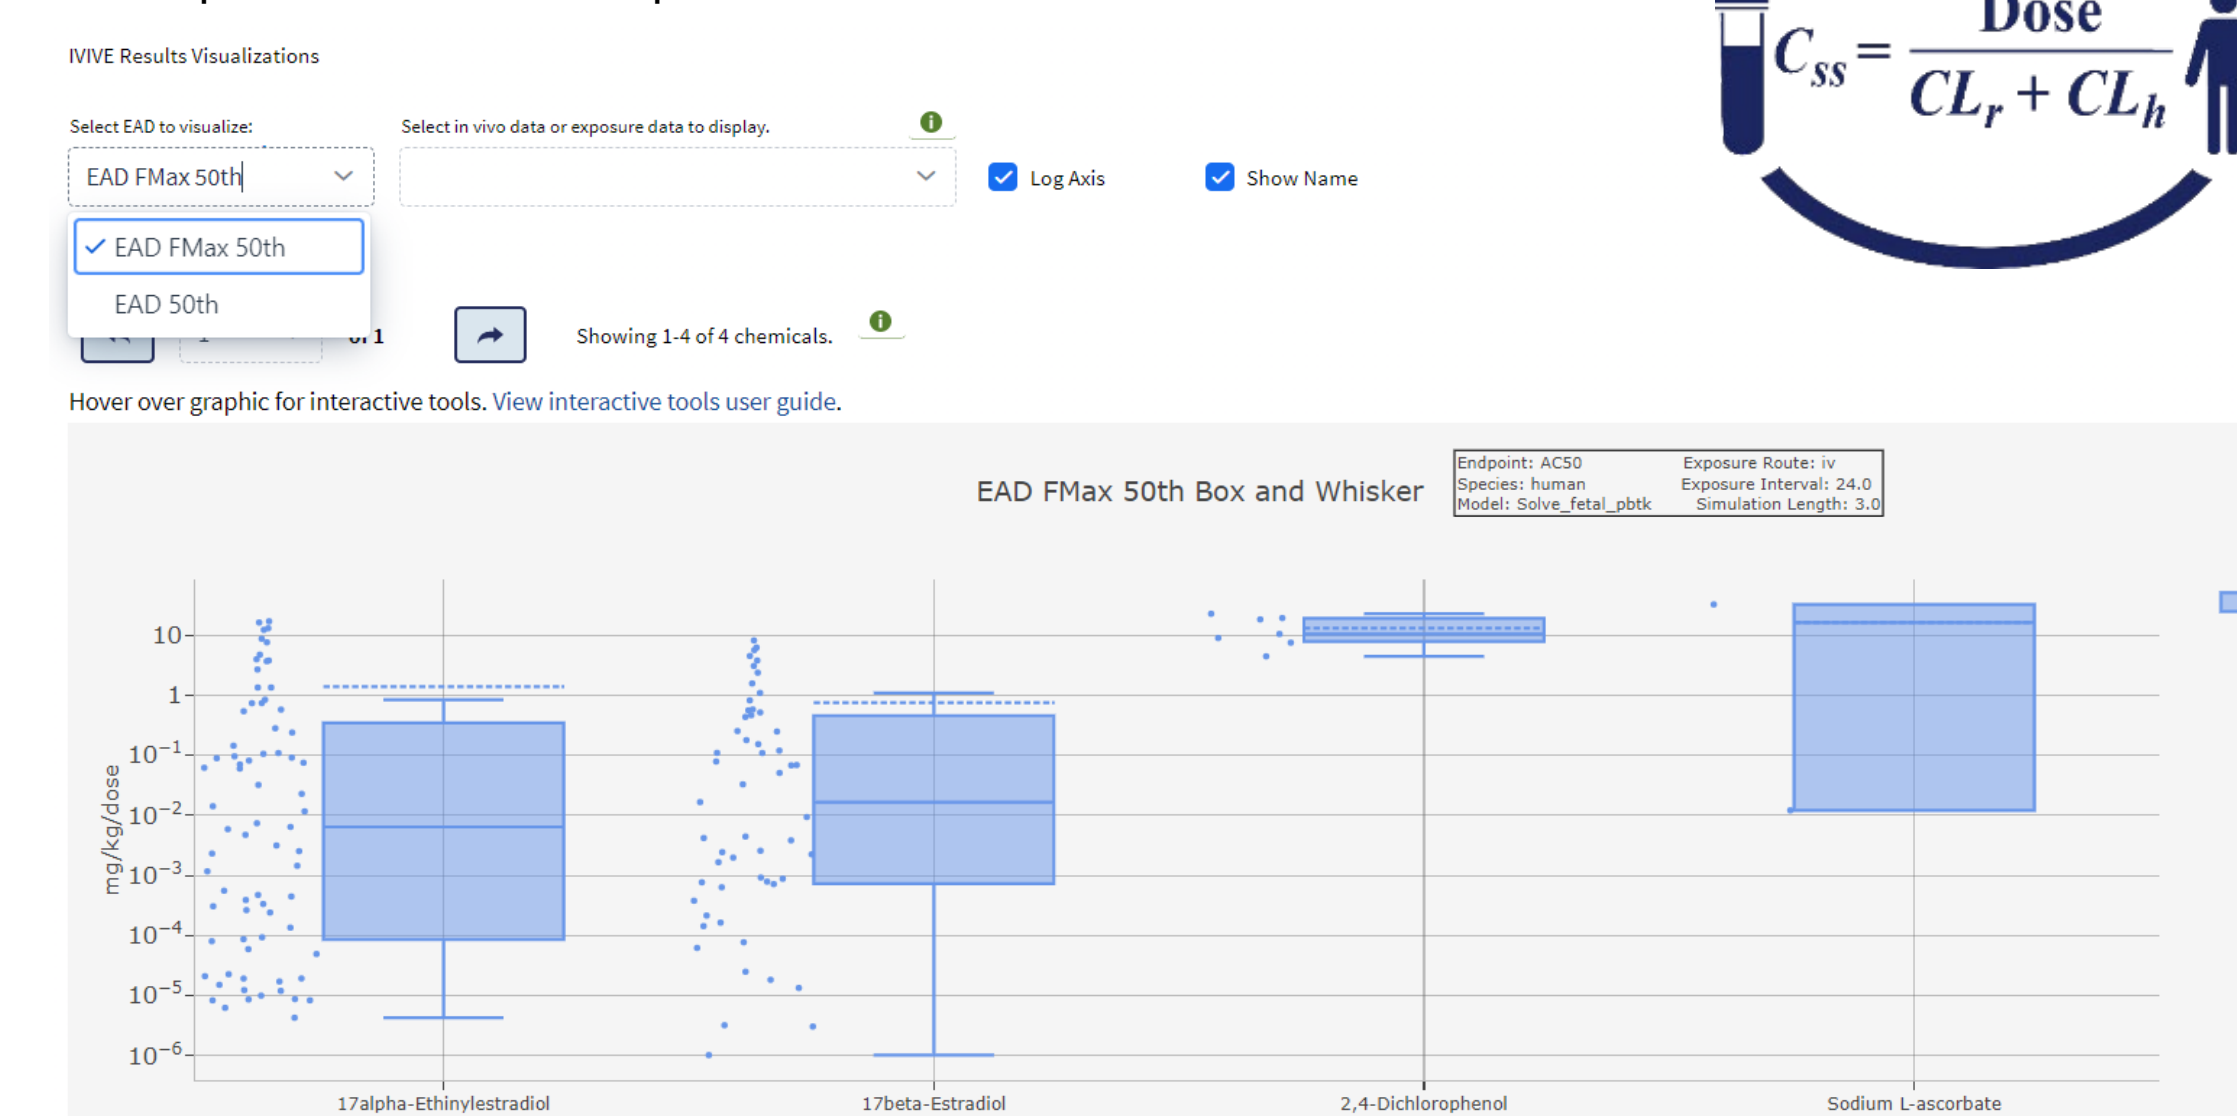 IVIVE Results Visualizations
Dose
C ss = 
CL r + CL h
Select EAD to visualize:
Select in vivo data or exposure data to display.
EAD FMax 50th
Log Axis
Show Name
EAD FMax 50th
EAD 50th
of 1
Showing 1-4 of 4 chemicals.
Hover over graphic for interactive tools. View interactive tools user guide.
EAD FMax 50th Box and Whisker
Endpoint: AC50 Exposure Route: iv
Species: human Exposure Interval: 24.0
Model: Solve_fetal_pbtk Simulation Length: 3.0
10
1
10−1
10−2
10−3
10−4
10−5
10−6
mg/kg/dose
17alpha-Ethinylestradiol
17beta-Estradiol
2,4-Dichlorophenol
Sodium L-ascorbate